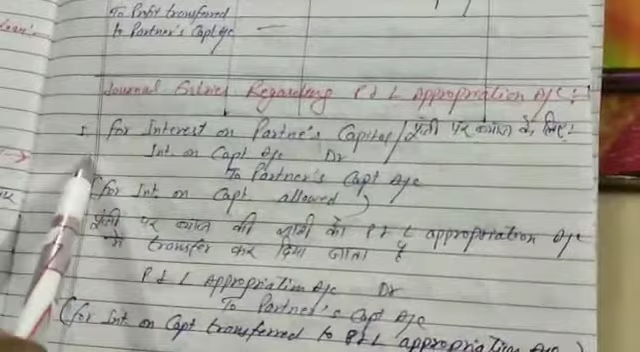 To Profit transferred
to Partner's Capt A/c
Journal Entries Regarding P & L Appropriation A/c:
1. For Interest on Partner's Capital / पूंजी पर ब्याज के लिए:
Int. on Capt A/c Dr
To Partner's Capt A/c
(for Int. on Capt allowed)
पूंजी पर ब्याज की राशि को P & L appropriation A/c
में transfer कर दिया जाता है
P & L Appropriation A/c Dr
To Partner's Capt A/c
(for Int. on Capt transferred to P & L appropriation A/c)